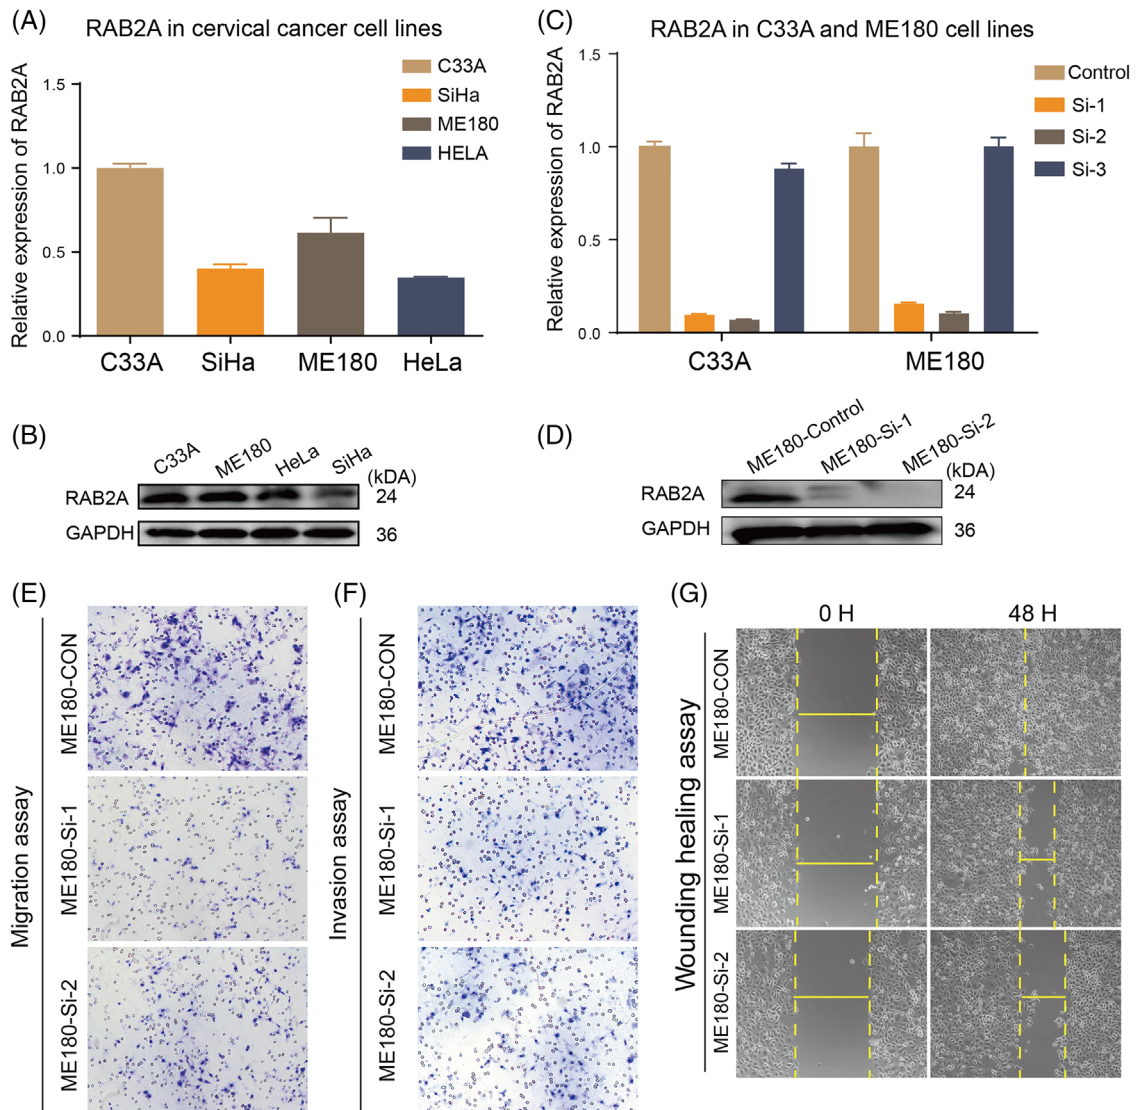 (A)
RAB2A in cervical cancer cell lines
C33A
SiHa
ME180
HELA
Relative expression of RAB2A
1.5
1.0
0.5
0.0
C33A SiHa ME180 HeLa
(C)
RAB2A in C33A and ME180 cell lines
Control
Si-1
Si-2
Si-3
Relative expression of RAB2A
1.5
1.0
0.5
0.0
C33A ME180
(B)
C33A ME180 HeLa SiHa
(kDA)
RAB2A 24
GAPDH 36
(D)
ME180-Control ME180-Si-1 ME180-Si-2
(kDA)
RAB2A 24
GAPDH 36
(E)
Migration assay
ME180-CON
ME180-Si-1
ME180-Si-2
(F)
Invasion assay
ME180-CON
ME180-Si-1
ME180-Si-2
(G)
0 H 48 H
Wounding healing assay
ME180-CON
ME180-Si-1
ME180-Si-2